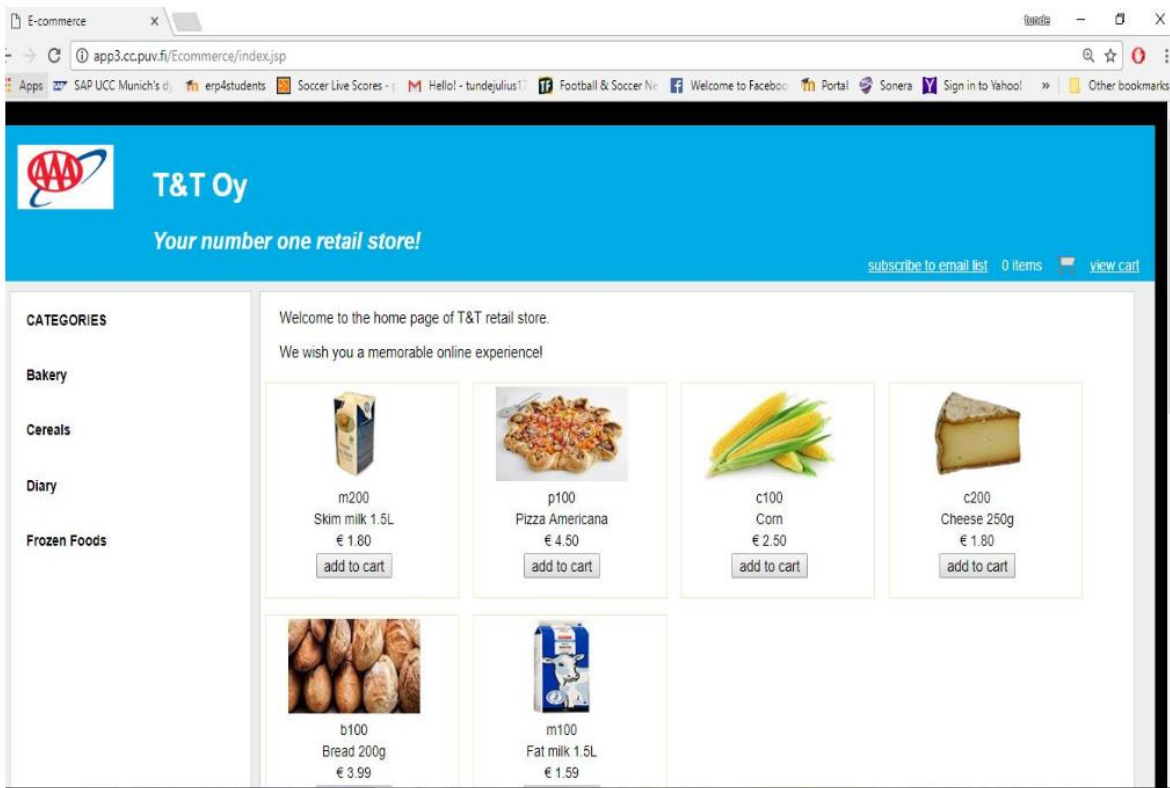 E-commerce
tunde
app3.cc.puv.fi/Ecommerce/index.jsp
Apps SAP UCC Munich's d erp4students Soccer Live Scores - Hello! - tundejulius1 Football & Soccer Ne Welcome to Faceboo Portal Sonera Sign in to Yahoo! » Other bookmarks
AAA
T&T Oy
Your number one retail store!
subscribe to email list 0 items view cart
CATEGORIES
Bakery
Cereals
Diary
Frozen Foods
Welcome to the home page of T&T retail store.
We wish you a memorable online experience!
m200
Skim milk 1.5L
€ 1.80
add to cart
p100
Pizza Americana
€ 4.50
add to cart
c100
Corn
€ 2.50
add to cart
c200
Cheese 250g
€ 1.80
add to cart
b100
Bread 200g
€ 3.99
m100
Fat milk 1.5L
€ 1.59